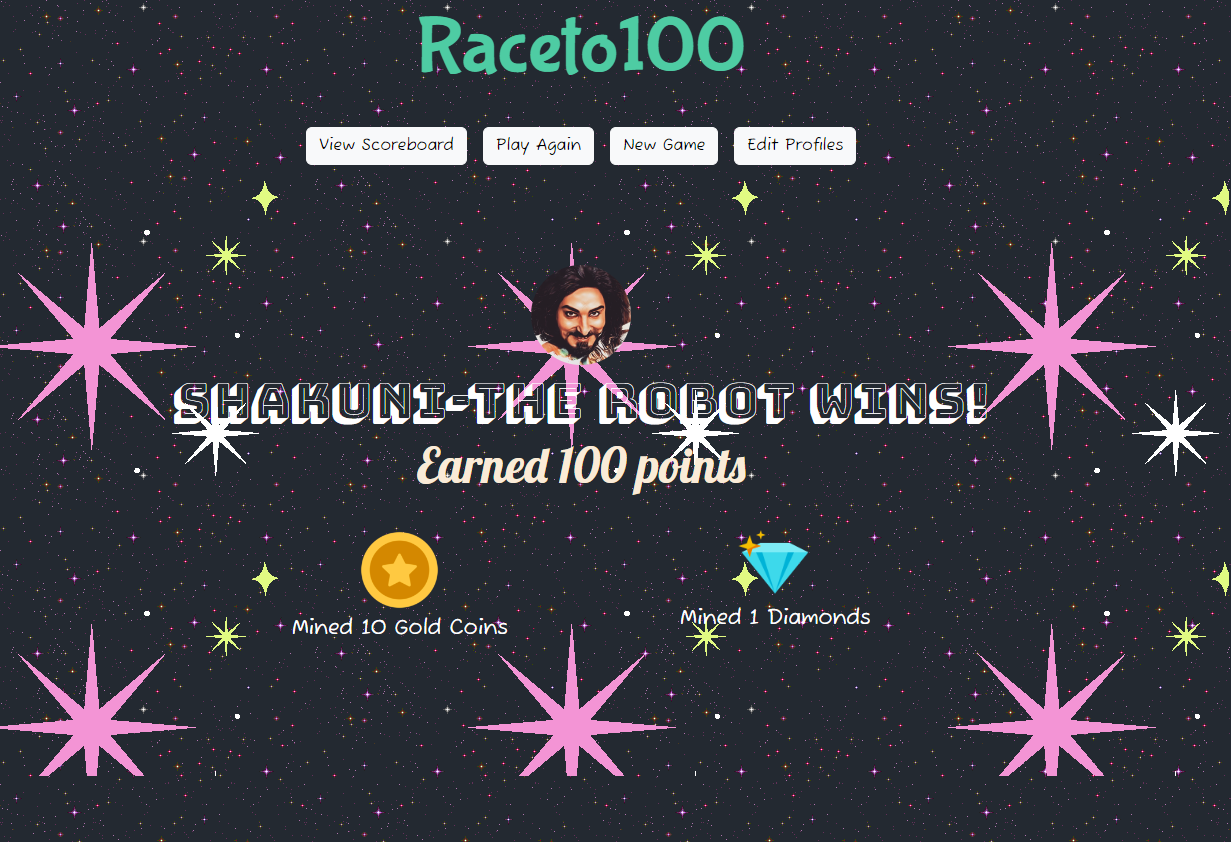 Raceto100
View Scoreboard Play Again New Game Edit Profiles
SHAKUNI-THE ROBOT WINS!
Earned 100 points
Mined 10 Gold Coins
Mined 1 Diamonds